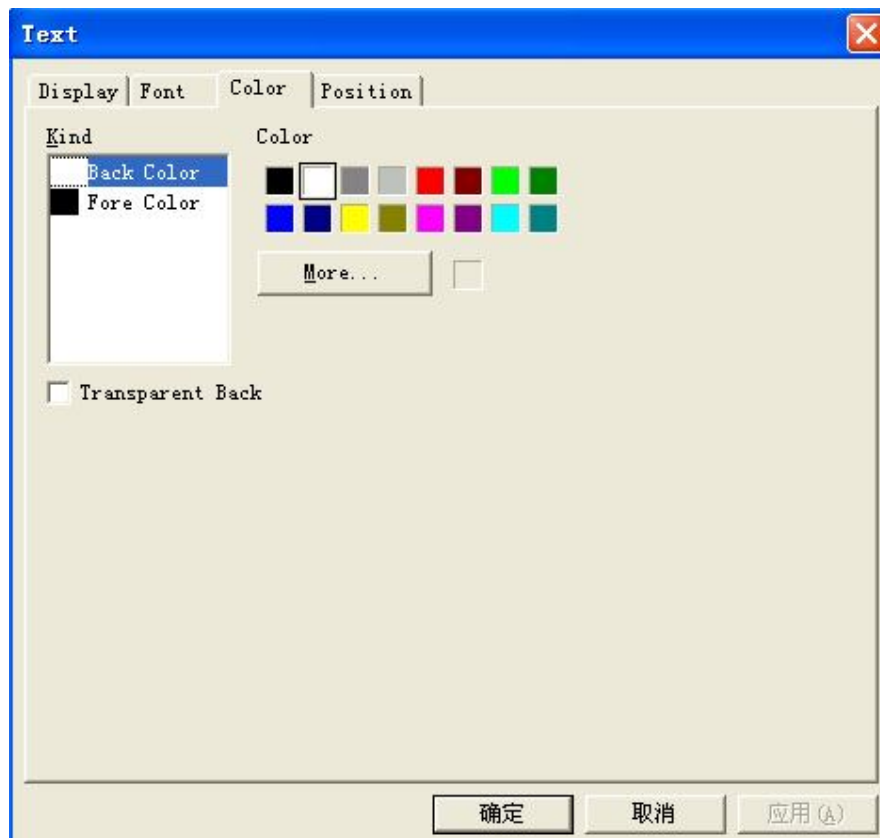 Text
Display Font Color Position
Kind Color
Back Color
Fore Color
More...
Transparent Back
确定 取消 应用(A)